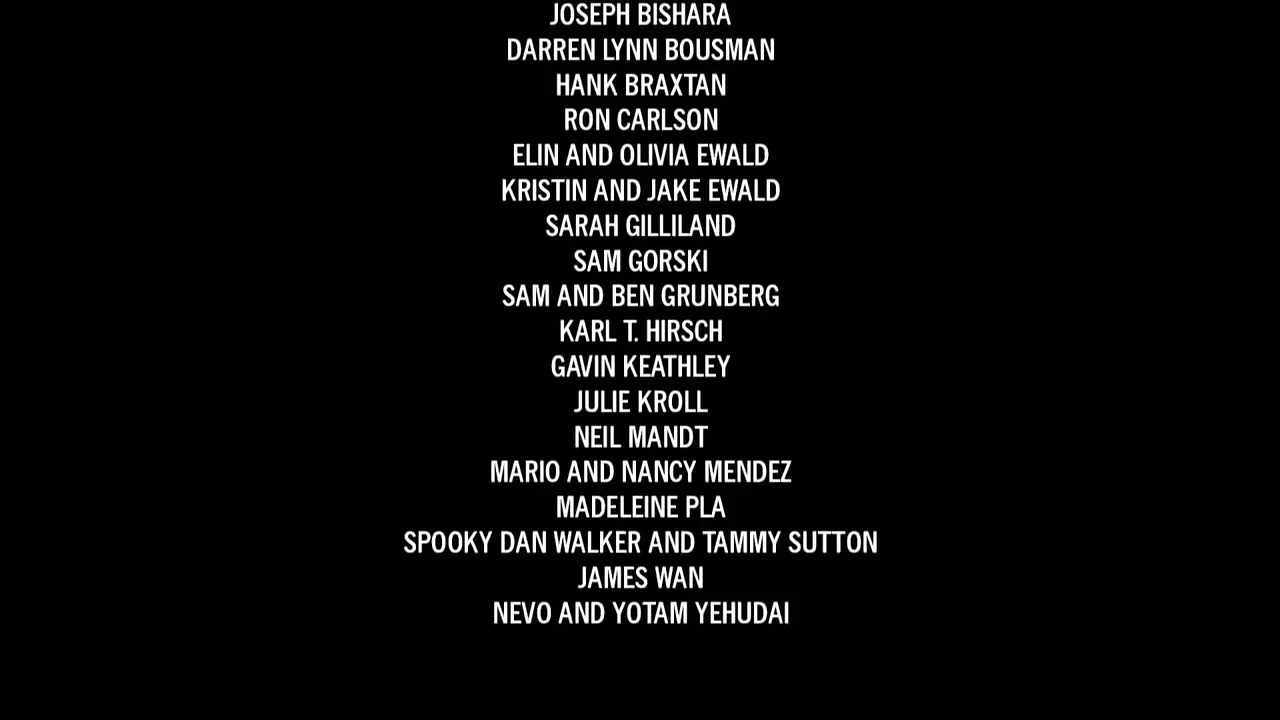 JOSEPH BISHARA
DARREN LYNN BOUSMAN
HANK BRAXTAN
RON CARLSON
ELIN AND OLIVIA EWALD
KRISTIN AND JAKE EWALD
SARAH GILLILAND
SAM GORSKI
SAM AND BEN GRUNBERG
KARL T. HIRSCH
GAVIN KEATHLEY
JULIE KROLL
NEIL MANDT
MARIO AND NANCY MENDEZ
MADELEINE PLA
SPOOKY DAN WALKER AND TAMMY SUTTON
JAMES WAN
NEVO AND YOTAM YEHUDAI